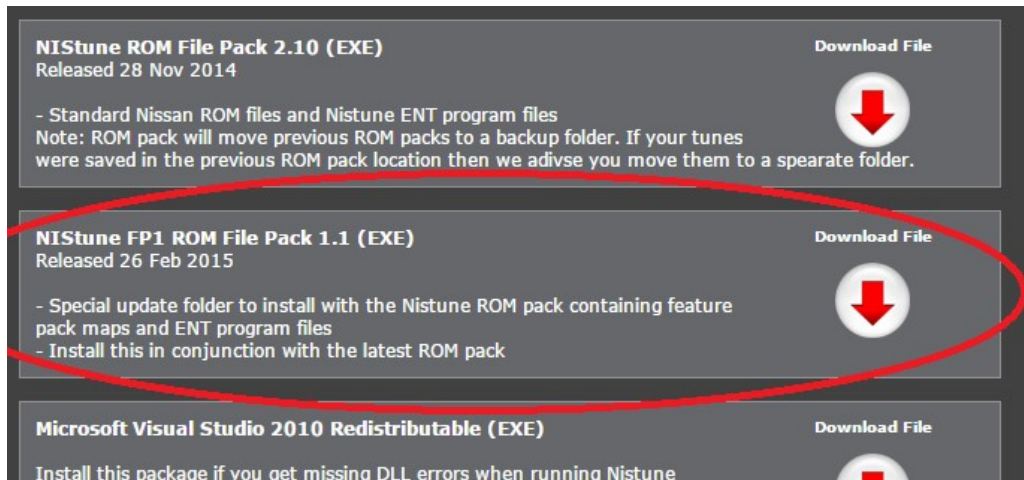 NIStune ROM File Pack 2.10 (EXE)
Download File
Released 28 Nov 2014
- Standard Nissan ROM files and Nistune ENT program files
Note: ROM pack will move previous ROM packs to a backup folder. If your tunes
were saved in the previous ROM pack location then we adivse you move them to a spearate folder.
NIStune FP1 ROM File Pack 1.1 (EXE)
Download File
Released 26 Feb 2015
- Special update folder to install with the Nistune ROM pack containing feature
pack maps and ENT program files
- Install this in conjunction with the latest ROM pack
Microsoft Visual Studio 2010 Redistributable (EXE)
Download File
Install this package if you get missing DLL errors when running Nistune